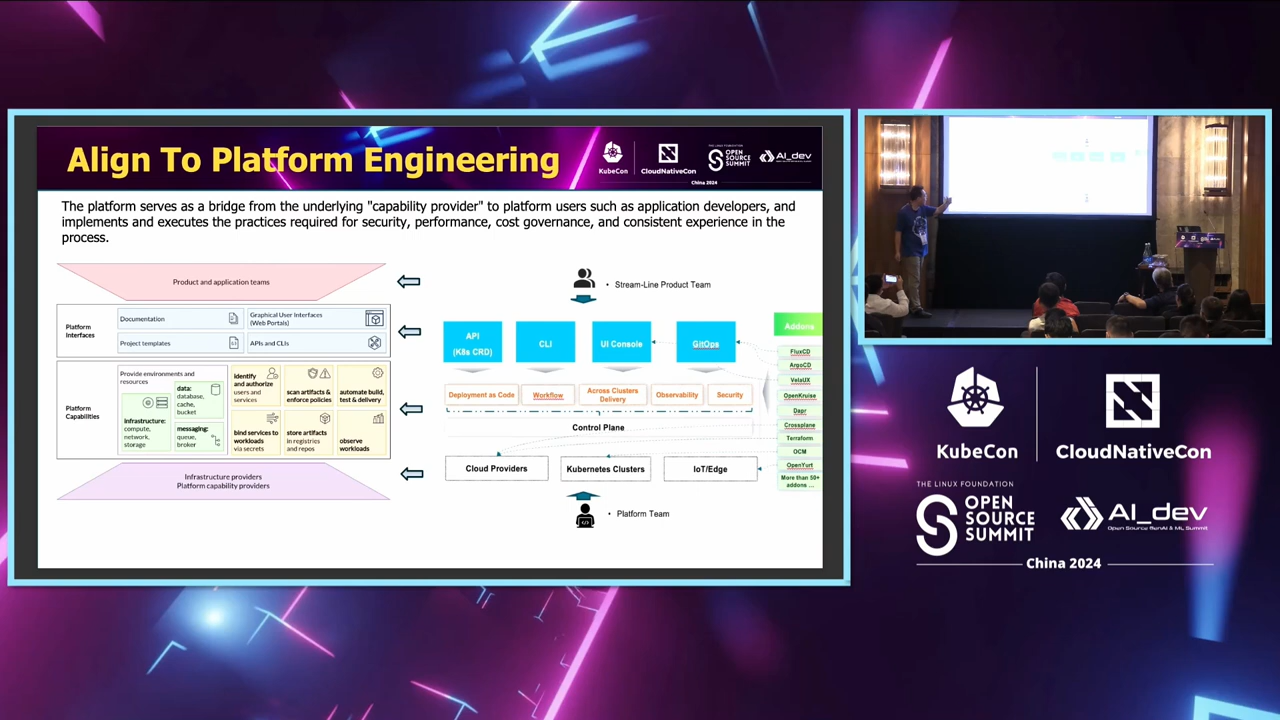 Align To Platform Engineering
KubeCon
CloudNativeCon
THE LINUX FOUNDATION
OPEN
SOURCE
SUMMIT
AI_dev
China 2024
The platform serves as a bridge from the underlying "capability provider" to platform users such as application developers, and
implements and executes the practices required for security, performance, cost governance, and consistent experience in the
process.
Product and application teams
Platform
Interfaces
Documentation
Graphical User Interfaces
(Web Portals)
Project templates
APIs and CLIs
Platform
Capabilities
Provide environments and
resources
data:
database,
cache,
bucket
infrastructure:
compute,
network,
storage
messaging:
queue,
broker
identify
and authorize
users and
services
scan artifacts &
enforce policies
automate build,
test & delivery
bind services to
workloads
via secrets
store artifacts
in registries
and repos
observe
workloads
Infrastructure providers
Platform capability providers
• Stream-Line Product Team
API
(K8s CRD)
CLI
UI Console
GitOps
Deployment as Code
Workflow
Across Clusters
Delivery
Observability
Security
Control Plane
Cloud Providers
Kubernetes Clusters
IoT/Edge
• Platform Team
Addons
FluxCD
ArgoCD
VelaUX
OpenKruise
Dapr
Crossplane
Terraform
OCM
OpenYurt
More than 50+
addons ...
KubeCon
CloudNativeCon
THE LINUX FOUNDATION
OPEN
SOURCE
SUMMIT
AI_dev
Open Source GenAI & ML Summit
China 2024